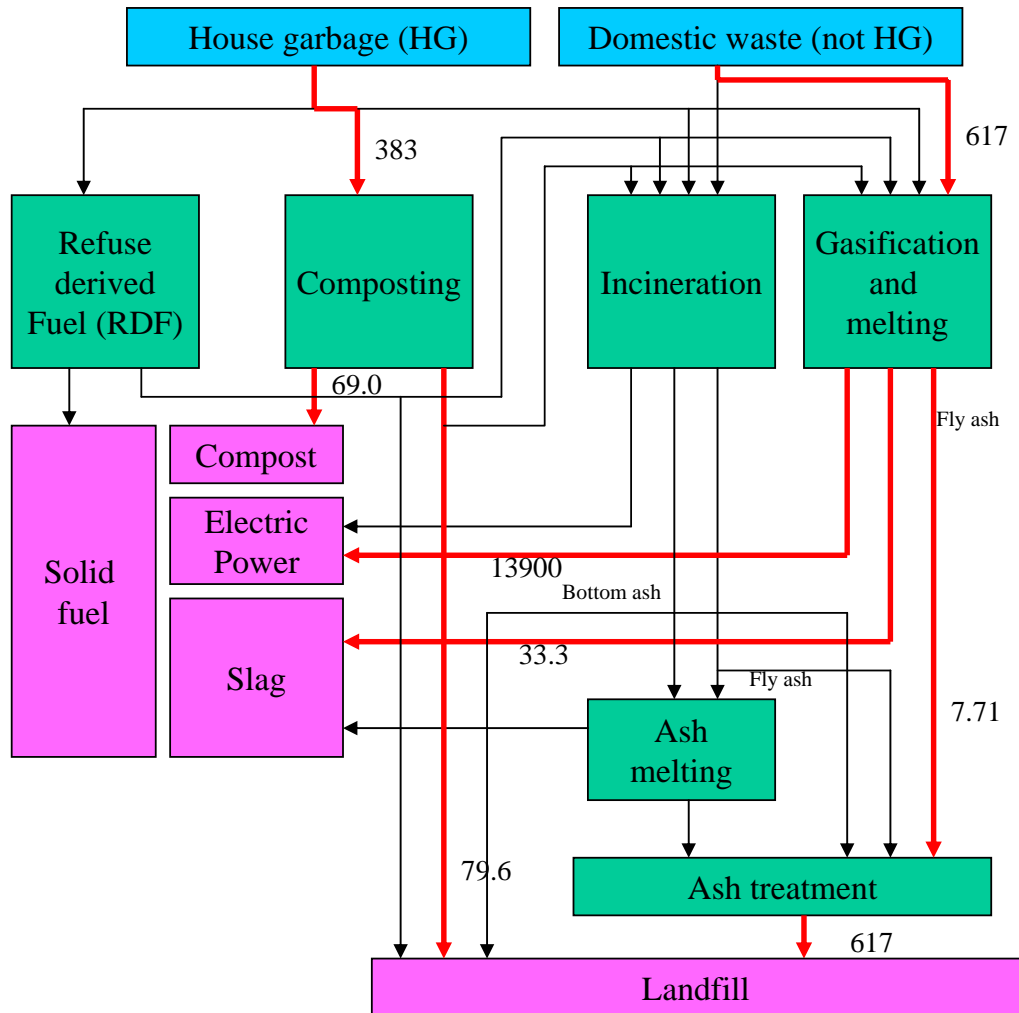 House garbage (HG)
Domestic waste (not HG)
383
617
Refuse
derived
Fuel (RDF)
Composting
Incineration
Gasification
and
melting
69.0
Fly ash
Compost
Electric
Power
13900
Solid
fuel
Bottom ash
Slag
33.3
Fly ash
7.71
Ash
melting
79.6
Ash treatment
617
Landfill